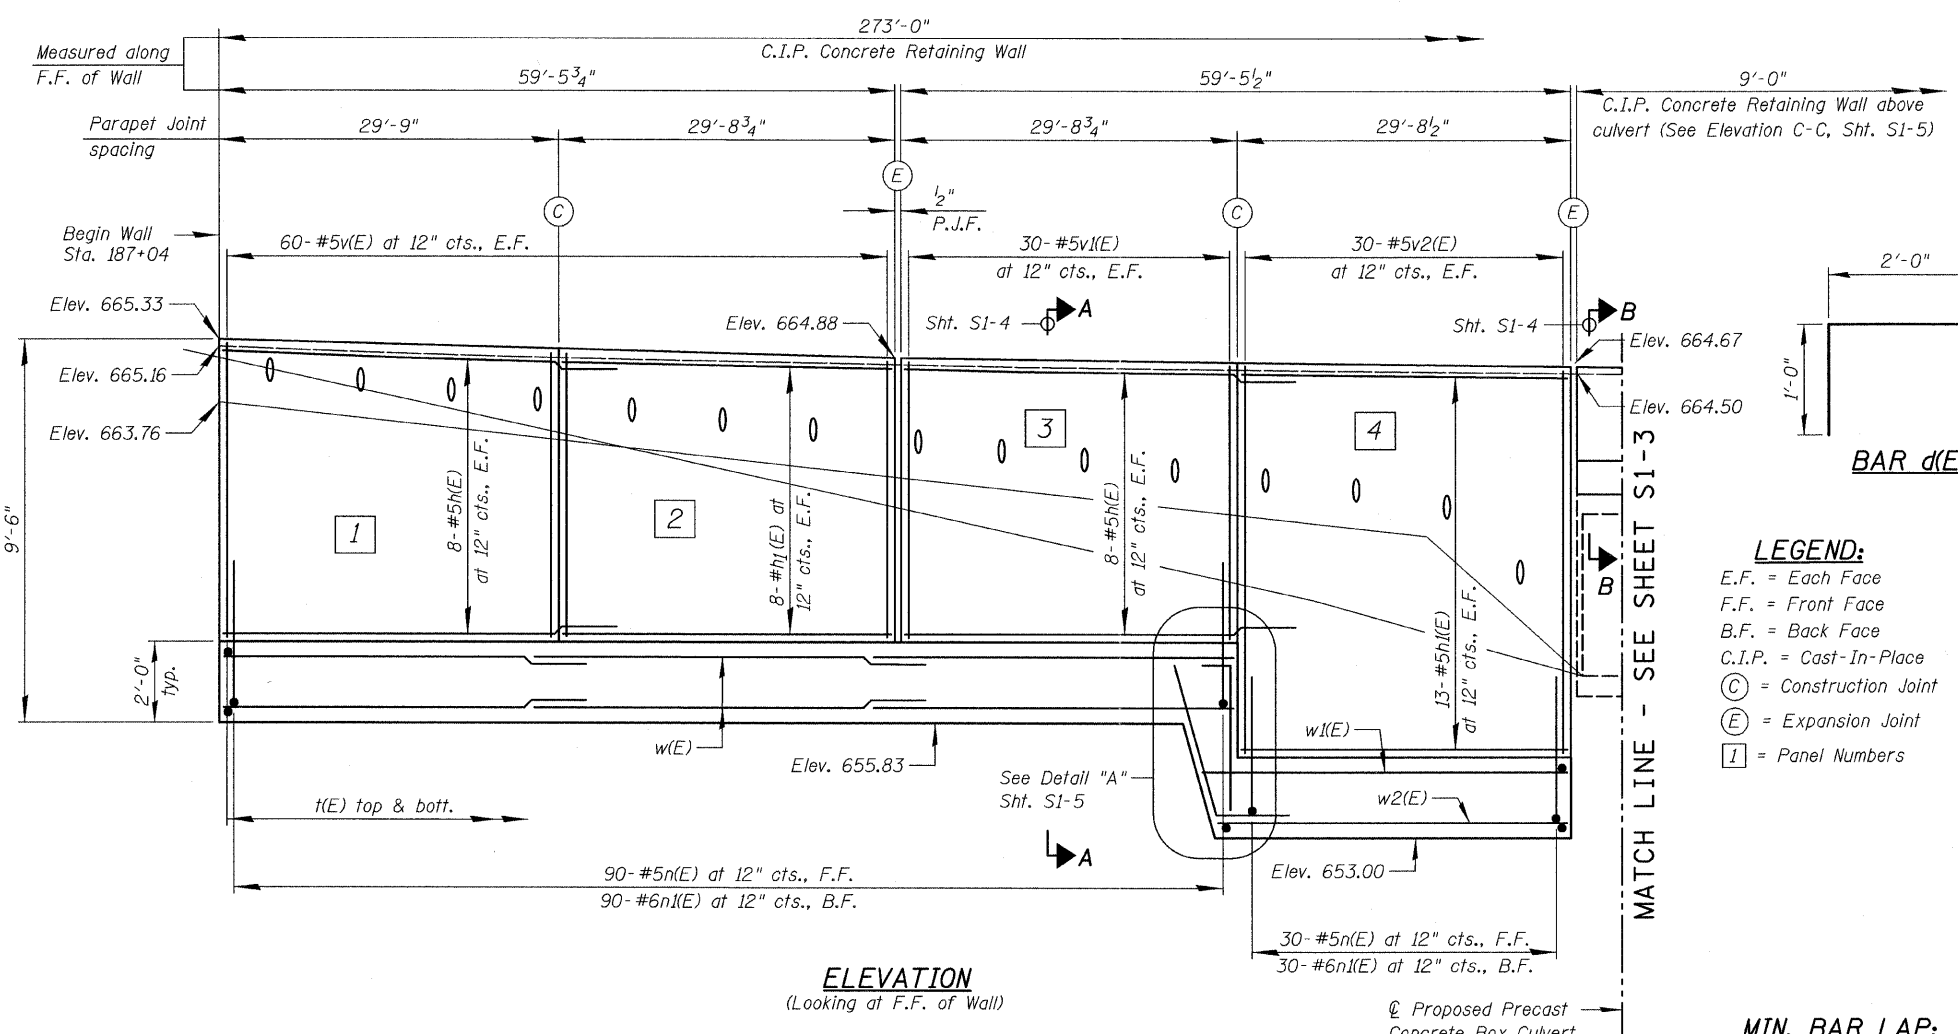 273'-0"
C.I.P. Concrete Retaining Wall
Measured along
F.F. of Wall
59'-5¾"
59'-5½"
9'-0"
C.I.P. Concrete Retaining Wall above
culvert (See Elevation C-C, Sht. S1-5)
Parapet Joint
spacing
29'-9"
29'-8¾"
29'-8¾"
29'-8½"
E
C
C
E
½"
P.J.F.
Begin Wall
Sta. 187+04
60-#5v(E) at 12" cts., E.F.
30-#5v1(E)
at 12" cts., E.F.
30-#5v2(E)
at 12" cts., E.F.
2'-0"
Elev. 665.33
Elev. 664.88
Sht. S1-4
A
Sht. S1-4
B
Elev. 664.67
Elev. 665.16
Elev. 663.76
Elev. 664.50
1'-0"
BAR d(E
9'-6"
1
2
3
4
8-#5h(E)
at 12" cts., E.F.
8-#h1(E) at
12" cts., E.F.
8-#5h(E)
at 12" cts., E.F.
13-#5h1(E)
at 12" cts., E.F.
B
MATCH LINE - SEE SHEET S1-3
LEGEND:
E.F. = Each Face
F.F. = Front Face
B.F. = Back Face
C.I.P. = Cast-In-Place
C = Construction Joint
E = Expansion Joint
1 = Panel Numbers
2'-0"
typ.
w(E)
Elev. 655.83
w1(E)
w2(E)
See Detail "A"
Sht. S1-5
t(E) top & bott.
A
Elev. 653.00
90-#5n(E) at 12" cts., F.F.
90-#6n1(E) at 12" cts., B.F.
30-#5n(E) at 12" cts., F.F.
30-#6n1(E) at 12" cts., B.F.
ELEVATION
(Looking at F.F. of Wall)
℄ Proposed Precast
Concrete Box Culvert
MIN. BAR LAP: